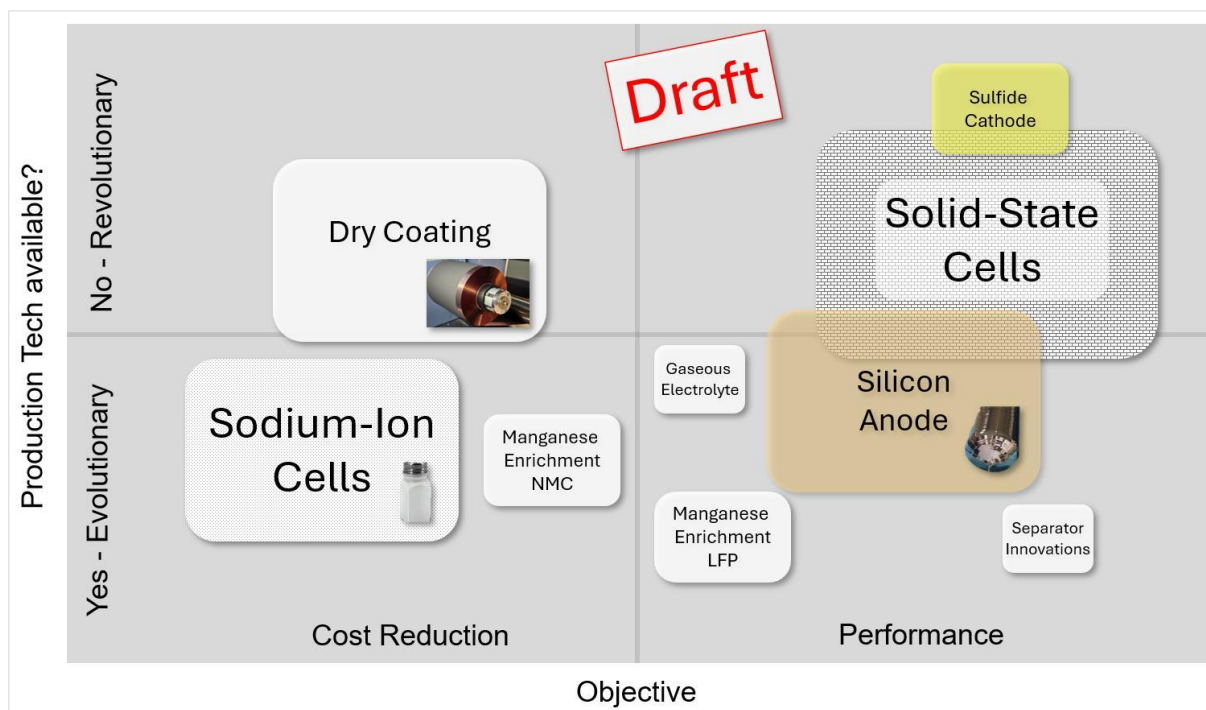 Draft
Production Tech available?
No - Revolutionary
Yes - Evolutionary
Sulfide
Cathode
Solid-State
Cells
Dry Coating
Silicon
Anode
Gaseous
Electrolyte
Sodium-Ion
Cells
Manganese
Enrichment
NMC
Manganese
Enrichment
LFP
Separator
Innovations
Cost Reduction
Performance
Objective